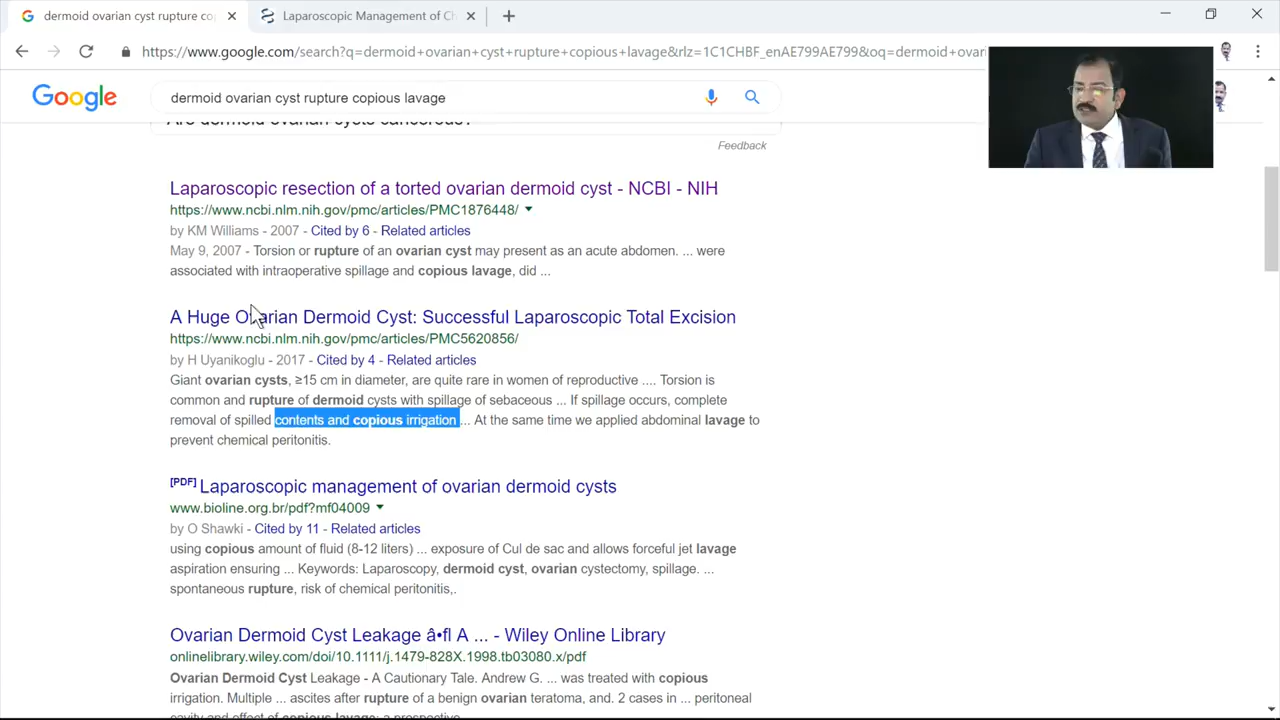 dermoid ovarian cyst rupture co
Laparoscopic Management of Ch
https://www.google.com/search?q=dermoid+ovarian+cyst+rupture+copious+lavage&rlz=1C1CHBF_enAE799AE799&oq=dermoid+ovar
Google
dermoid ovarian cyst rupture copious lavage
Are dermoid ovarian cysts cancerous?
Feedback
Laparoscopic resection of a torted ovarian dermoid cyst - NCBI - NIH
https://www.ncbi.nlm.nih.gov/pmc/articles/PMC1876448/
by KM Williams - 2007 - Cited by 6 - Related articles
May 9, 2007 - Torsion or rupture of an ovarian cyst may present as an acute abdomen. ... were
associated with intraoperative spillage and copious lavage, did ...
A Huge Ovarian Dermoid Cyst: Successful Laparoscopic Total Excision
https://www.ncbi.nlm.nih.gov/pmc/articles/PMC5620856/
by H Uyanikoglu - 2017 - Cited by 4 - Related articles
Giant ovarian cysts, ≥15 cm in diameter, are quite rare in women of reproductive .... Torsion is
common and rupture of dermoid cysts with spillage of sebaceous ... If spillage occurs, complete
removal of spilled contents and copious irrigation ... At the same time we applied abdominal lavage to
prevent chemical peritonitis.
[PDF] Laparoscopic management of ovarian dermoid cysts
www.bioline.org.br/pdf?mf04009
by O Shawki - Cited by 11 - Related articles
using copious amount of fluid (8-12 liters) ... exposure of Cul de sac and allows forceful jet lavage
aspiration ensuring ... Keywords: Laparoscopy, dermoid cyst, ovarian cystectomy, spillage. ...
spontaneous rupture, risk of chemical peritonitis,.
Ovarian Dermoid Cyst Leakage â•fl A ... - Wiley Online Library
onlinelibrary.wiley.com/doi/10.1111/j.1479-828X.1998.tb03080.x/pdf
Ovarian Dermoid Cyst Leakage - A Cautionary Tale. Andrew G. ... was treated with copious
irrigation. Multiple ... ascites after rupture of a benign ovarian teratoma, and. 2 cases in ... peritoneal
cavity and effect of copious lavage: a prospective